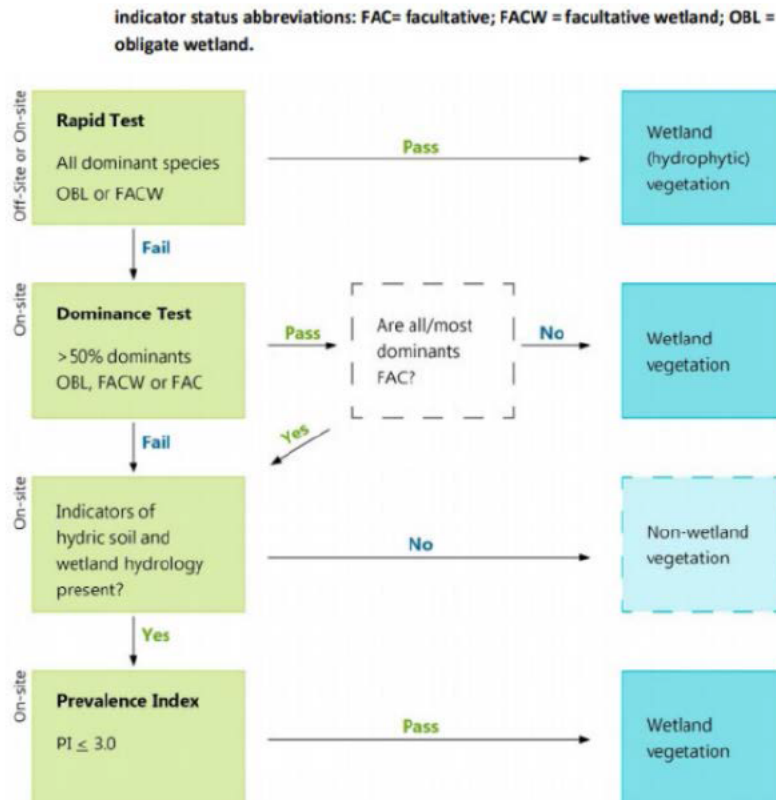 indicator status abbreviations: FAC= facultative; FACW = facultative wetland; OBL =
obligate wetland.
Off-Site or On-site
Rapid Test
All dominant species
OBL or FACW
Pass
Wetland
(hydrophytic)
vegetation
Fail
On-site
Dominance Test
>50% dominants
OBL, FACW or FAC
Pass
Are all/most
dominants
FAC?
No
Wetland
vegetation
Fail
Yes
On-site
Indicators of
hydric soil and
wetland hydrology
present?
No
Non-wetland
vegetation
Yes
On-site
Prevalence Index
PI ≤ 3.0
Pass
Wetland
vegetation